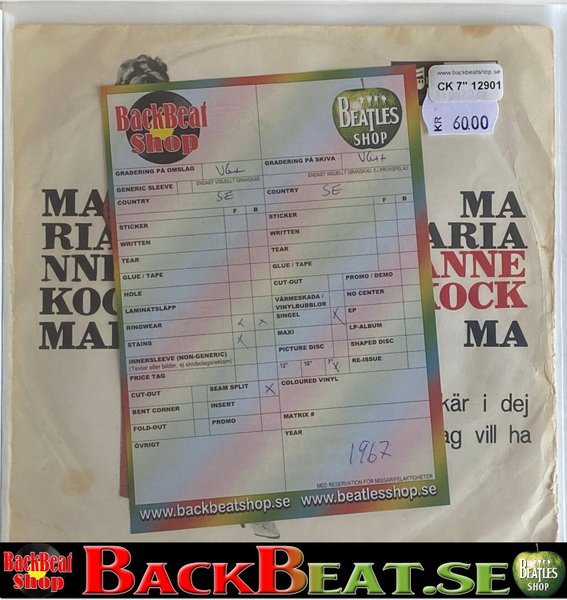 www.backbeatshop.se
CK 7" 12901
KR 60.00
BackBeat
Shop
BEATLES
SHOP
GRADERING PÅ OMSLAG VG+
GRADERING PÅ SKIVA VG++
ENDAST VISUELLT GRANSKAD
ENDAST VISUELLT GRANSKAD, EJ PROVSPELAD
GENERIC SLEEVE
COUNTRY SE
COUNTRY SE
F B
F B
STICKER
WRITTEN
TEAR
GLUE / TAPE
HOLE
LAMINATSLÄPP
RINGWEAR X X
STAINS X
INNERSLEEVE (NON-GENERIC)
(Texter eller bilder, ej skivbolagsreklam)
PRICE TAG
CUT-OUT
SEAM SPLIT X
BENT CORNER
INSERT
FOLD-OUT
PROMO
ÖVRIGT
STICKER
WRITTEN
TEAR
GLUE / TAPE
CUT-OUT
PROMO / DEMO
VÄRMESKADA /
VINYLBUBBLOR
NO CENTER
SINGEL X
EP
MAXI
LP-ALBUM
PICTURE DISC
SHAPED DISC
12" 10" 7" X
RE-ISSUE
COLOURED VINYL
MATRIX #
YEAR
1967
MED RESERVATION FÖR MISSAR/FELAKTIGHETER
www.backbeatshop.se www.beatlesshop.se
MA
RIA
NNE
KOC
MA
ARIA
ANNE
KOCK
MA
kär i dej
ag vill ha
BackBeat
Shop
BACKBEAT.SE
BEATLES
SHOP